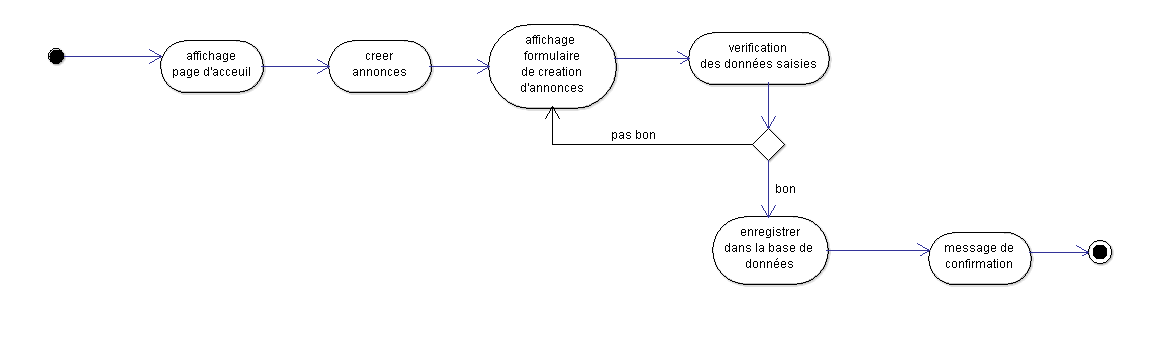 affichage
page d'acceuil
creer
annonces
affichage
formulaire
de creation
d'annonces
verification
des données saisies
pas bon
bon
enregistrer
dans la base de
données
message de
confirmation